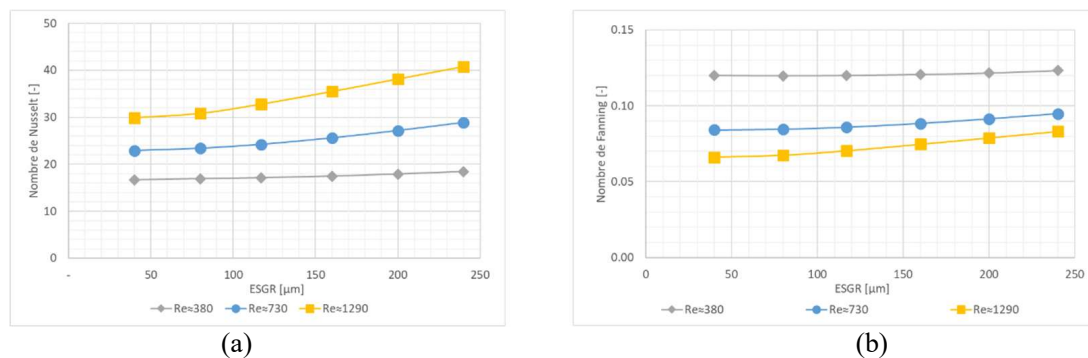 50
40
30
20
10
0
Nombre de Nusselt [-]
-
50
100
150
200
250
ESGR [µm]
Re≈380
Re≈730
Re≈1290
(a)
0.15
0.10
0.05
0.00
Nombre de Fanning [-]
0
50
100
150
200
250
ESGR [µm]
Re≈380
Re≈730
Re≈1290
(b)